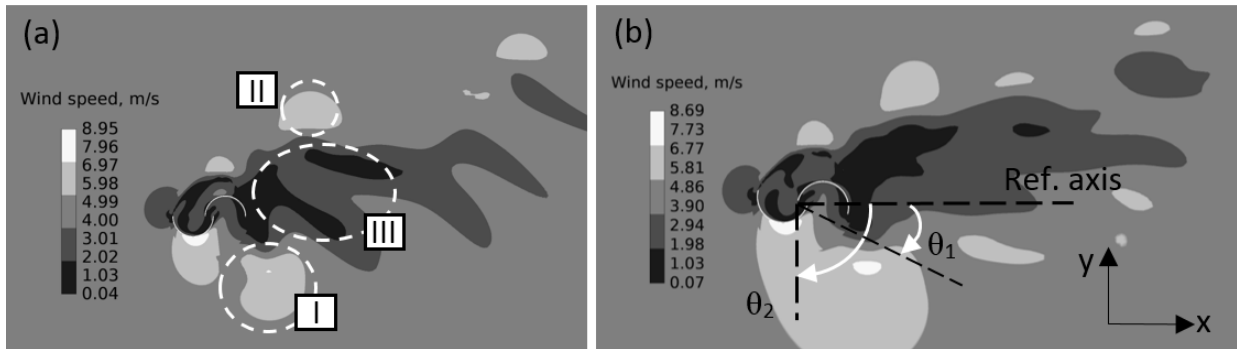 (a)
II
Wind speed, m/s
8.95
7.96
6.97
5.98
4.99
4.00
3.01
2.02
1.03
0.04
III
I
(b)
Wind speed, m/s
8.69
7.73
6.77
5.81
4.86
3.90
2.94
1.98
1.03
0.07
Ref. axis
θ1
θ2
y
x